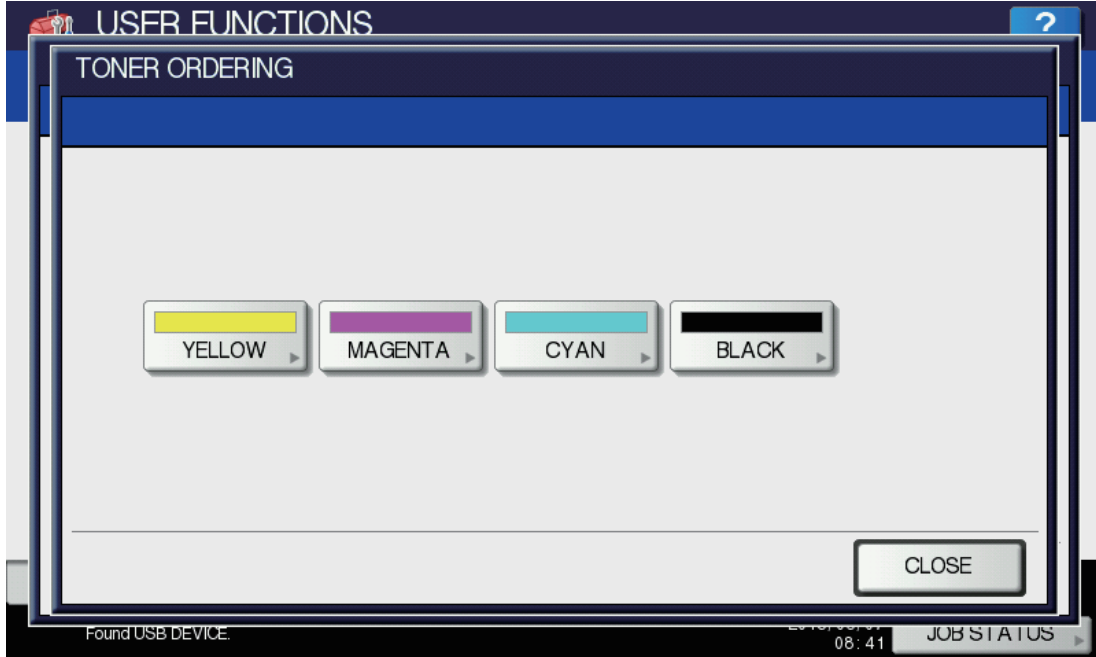 USER FUNCTIONS
?
TONER ORDERING
YELLOW
MAGENTA
CYAN
BLACK
CLOSE
Found USB DEVICE.
08:41
JOB STATUS